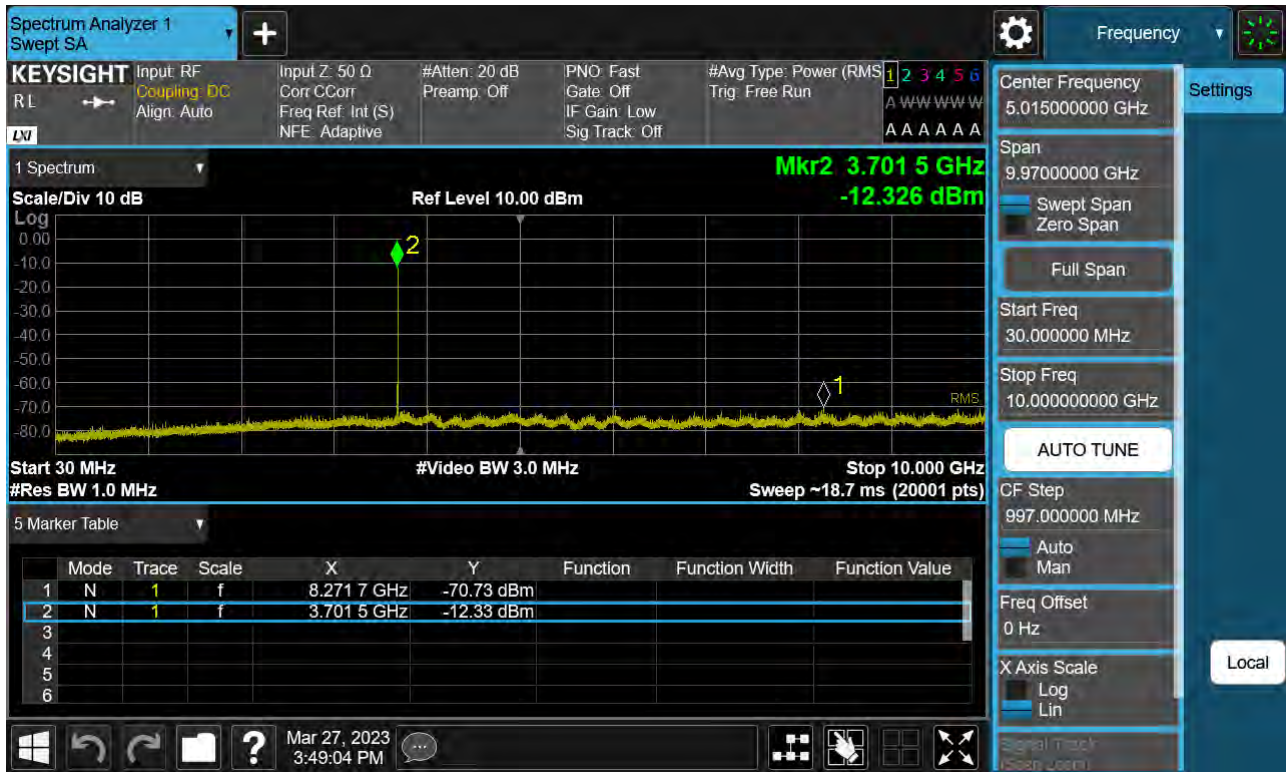 Spectrum Analyzer 1
Swept SA
Frequency
KEYSIGHT
RL
LXI
Input: RF
Coupling: DC
Align: Auto
Input Z: 50 Ω
Corr CCorr
Freq Ref: Int (S)
NFE: Adaptive
#Atten: 20 dB
Preamp: Off
PNO: Fast
Gate: Off
IF Gain: Low
Sig Track: Off
#Avg Type: Power (RMS
Trig: Free Run
1 2 3 4 5 6
A W W W W W
A A A A A A
1 Spectrum
Mkr2 3.701 5 GHz
Scale/Div 10 dB
Ref Level 10.00 dBm
-12.326 dBm
Log
0.00
-10.0
-20.0
-30.0
-40.0
-50.0
-60.0
-70.0
-80.0
2
1
RMS
Start 30 MHz
#Video BW 3.0 MHz
Stop 10.000 GHz
#Res BW 1.0 MHz
Sweep ~18.7 ms (20001 pts)
5 Marker Table
Mode Trace Scale X Y Function Function Width Function Value
1 N 1 f 8.271 7 GHz -70.73 dBm
2 N 1 f 3.701 5 GHz -12.33 dBm
3
4
5
6
Mar 27, 2023
3:49:04 PM
Center Frequency
5.015000000 GHz
Span
9.97000000 GHz
Swept Span
Zero Span
Full Span
Start Freq
30.000000 MHz
Stop Freq
10.000000000 GHz
AUTO TUNE
CF Step
997.000000 MHz
Auto
Man
Freq Offset
0 Hz
X Axis Scale
Log
Lin
Signal Track
(Span Zoom)
Settings
Local